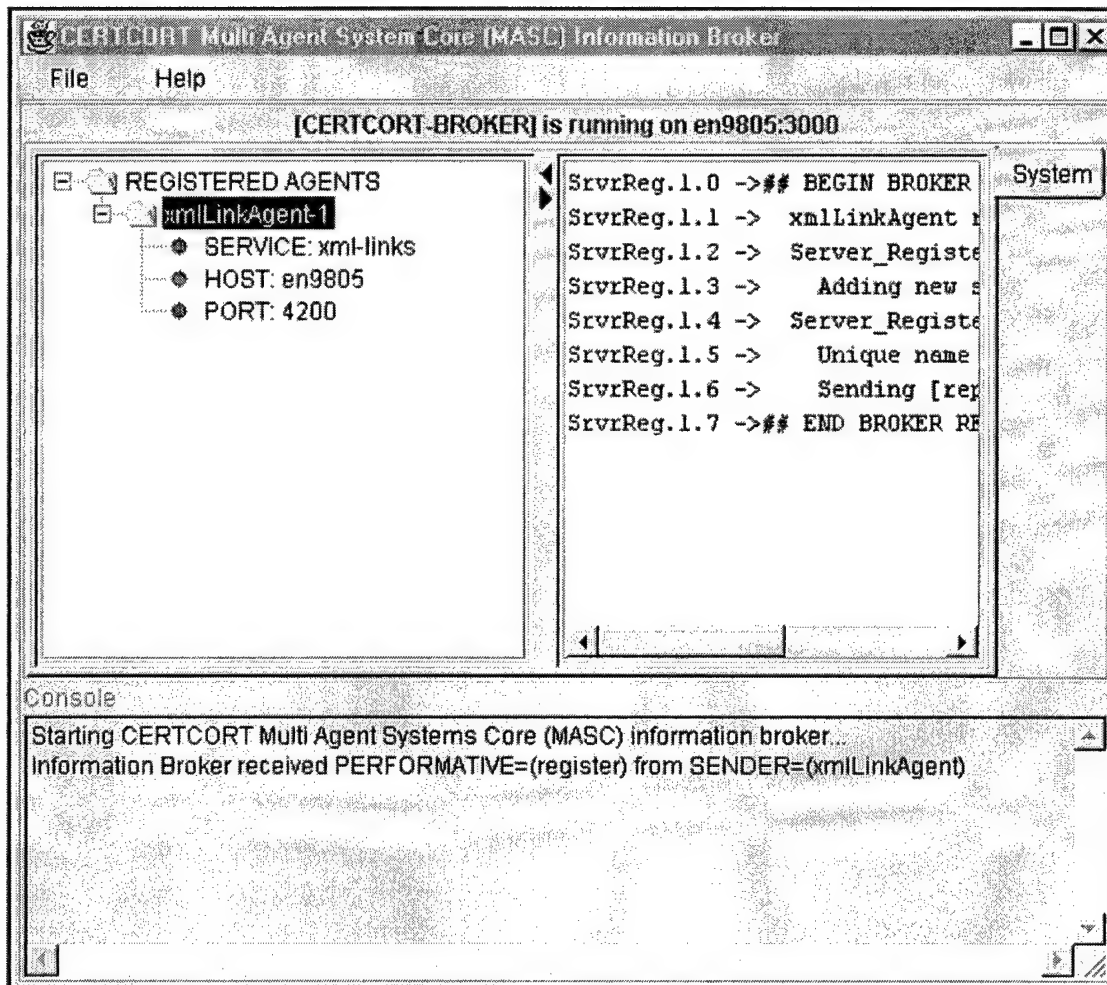 CERTCORT Multi Agent System Core (MASC) Information Broker
File Help
[CERTCORT-BROKER] is running on en9805:3000
REGISTERED AGENTS
xmlLinkAgent-1
SERVICE: xml-links
HOST: en9805
PORT: 4200
SrvrReg.1.0 ->## BEGIN BROKER
SrvrReg.1.1 -> xmlLinkAgent r
SrvrReg.1.2 -> Server_Registe
SrvrReg.1.3 -> Adding new s
SrvrReg.1.4 -> Server_Registe
SrvrReg.1.5 -> Unique name
SrvrReg.1.6 -> Sending [rep
SrvrReg.1.7 ->## END BROKER RE
System
Console
Starting CERTCORT Multi Agent Systems Core (MASC) information broker...
Information Broker received PERFORMATIVE=(register) from SENDER=(xmlLinkAgent)